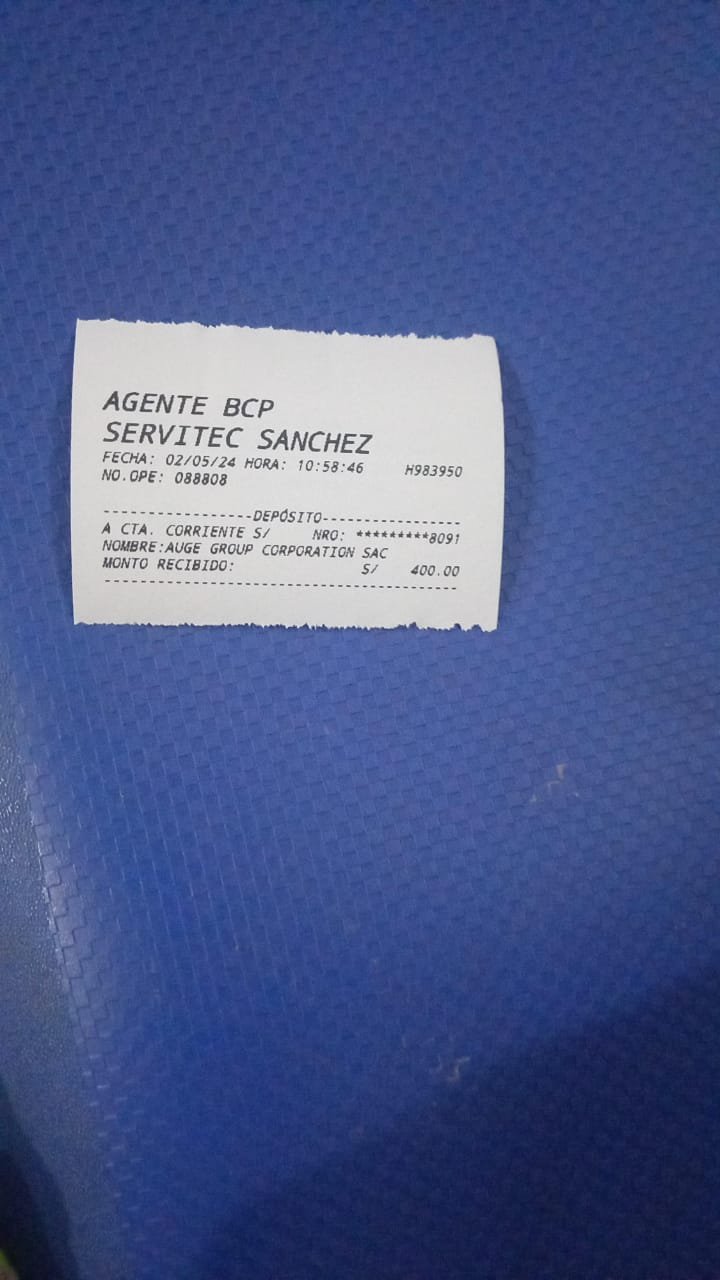 AGENTE BCP
SERVITEC SANCHEZ
FECHA: 02/05/24 HORA: 10:58:46 H983950
NO.OPE: 088808
------------------DEPÓSITO-----------------
A CTA. CORRIENTE S/ NRO: *********8091
NOMBRE:AUGE GROUP CORPORATION SAC
MONTO RECIBIDO: S/ 400.00
-------------------------------------------